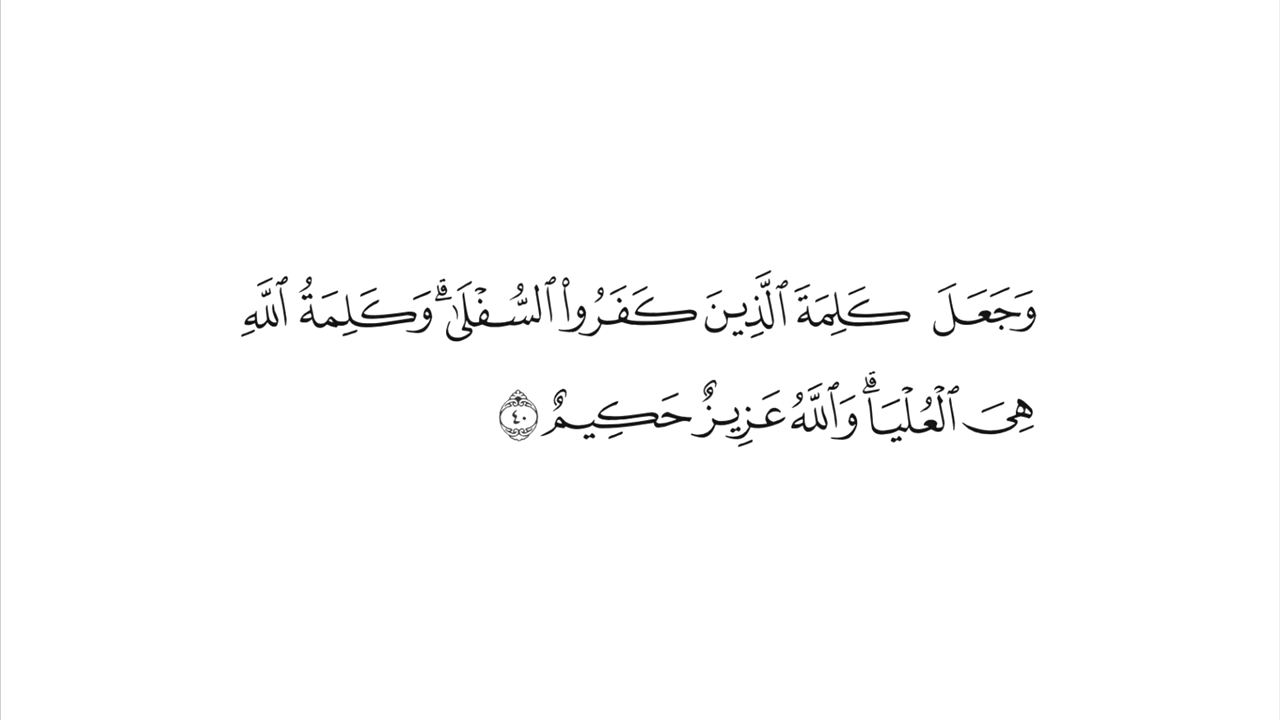 وَجَعَلَ كَلِمَةَ ٱلَّذِينَ كَفَرُوا۟ ٱلسُّفْلَىٰ ۗ وَكَلِمَةُ ٱللَّهِ
هِىَ ٱلْعُلْيَا ۗ وَٱللَّهُ عَزِيزٌ حَكِيمٌ ٤٠